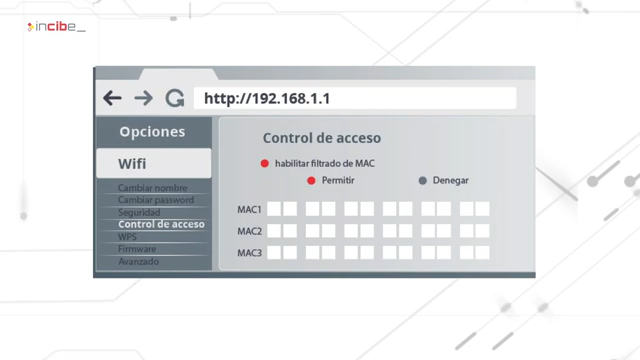 incibe_
http://192.168.1.1
Opciones
Wifi
Cambiar nombre
Cambiar password
Seguridad
Control de acceso
WPS
Firmware
Avanzado
Control de acceso
habilitar filtrado de MAC
Permitir Denegar
MAC1
MAC2
MAC3